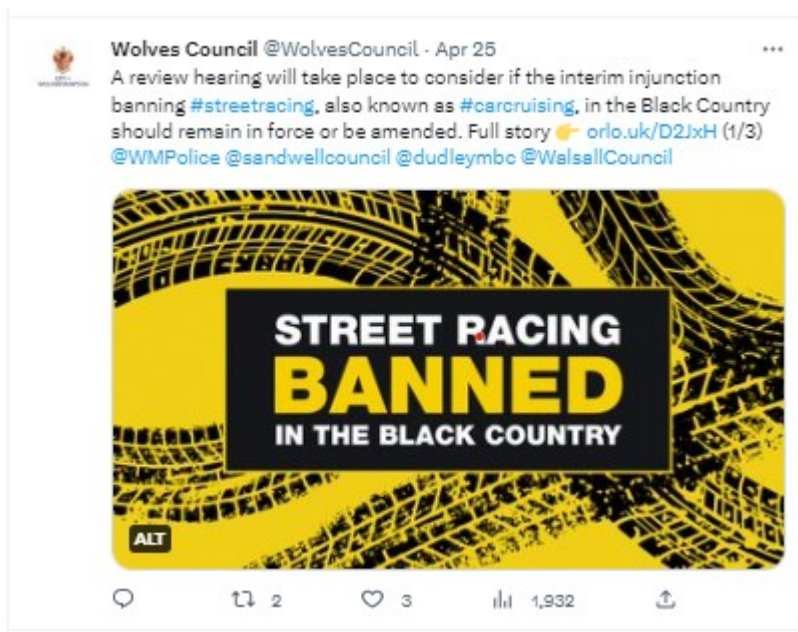 Wolves Council @WolvesCouncil · Apr 25
A review hearing will take place to consider if the interim injunction
banning #streetracing, also known as #carcruising, in the Black Country
should remain in force or be amended. Full story 👉 orlo.uk/D2JxH (1/3)
@WMPolice @sandwellcouncil @dudleymbc @WalsallCouncil
STREET RACING
BANNED
IN THE BLACK COUNTRY
ALT
2 3 1,932